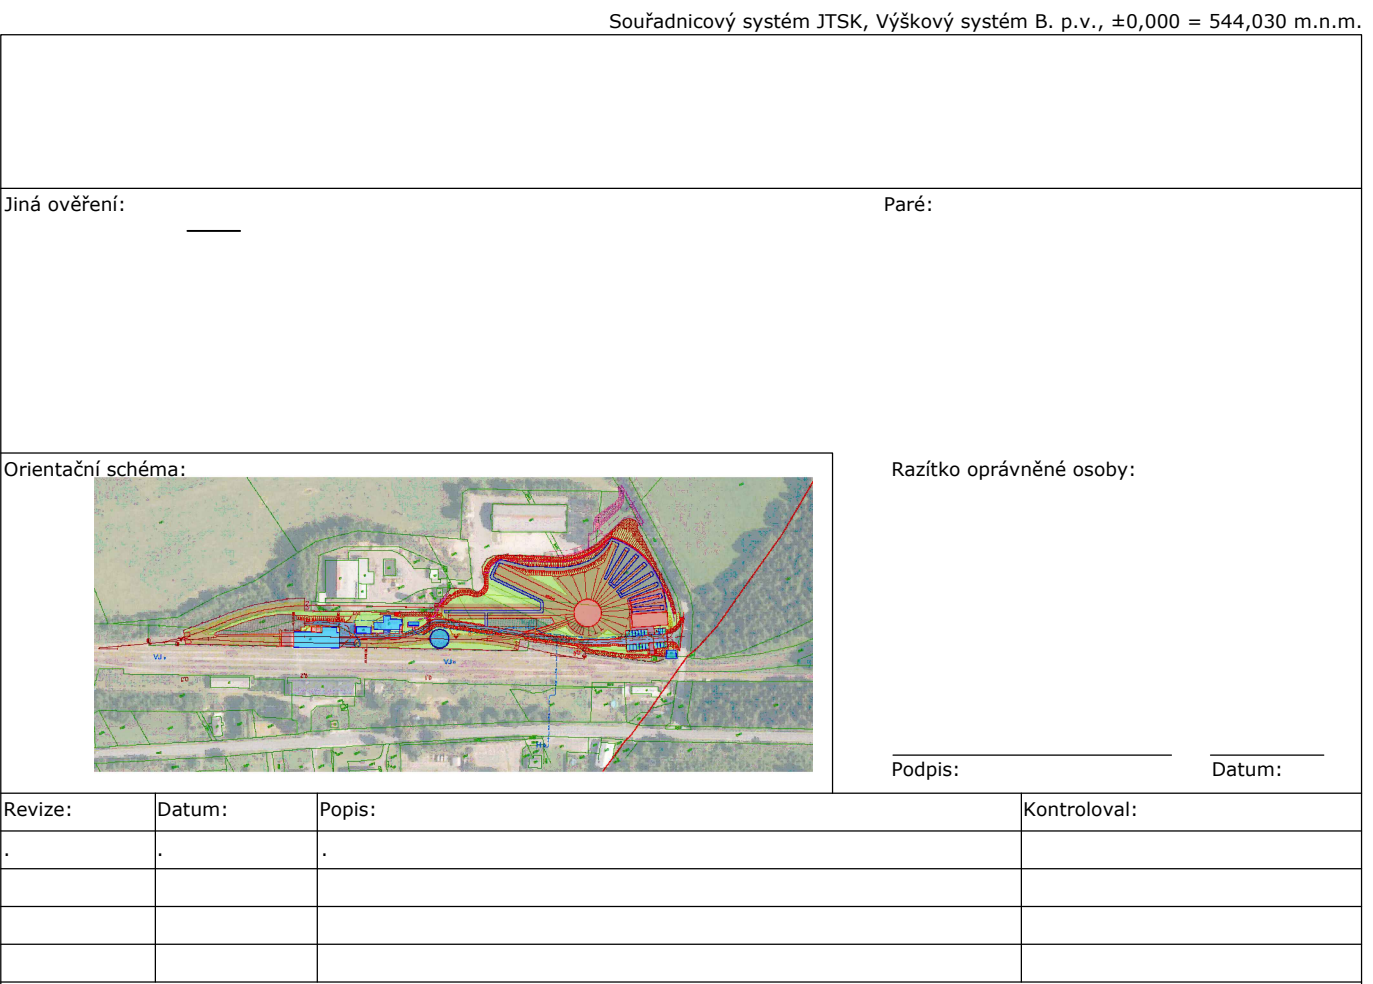 Souřadnicový systém JTSK, Výškový systém B. p.v., ±0,000 = 544,030 m.n.m.
Jiná ověření:
Paré:
Orientační schéma:
Razítko oprávněné osoby:
Podpis:
Datum:
Revize:
Datum:
Popis:
Kontroloval:
.
.
.